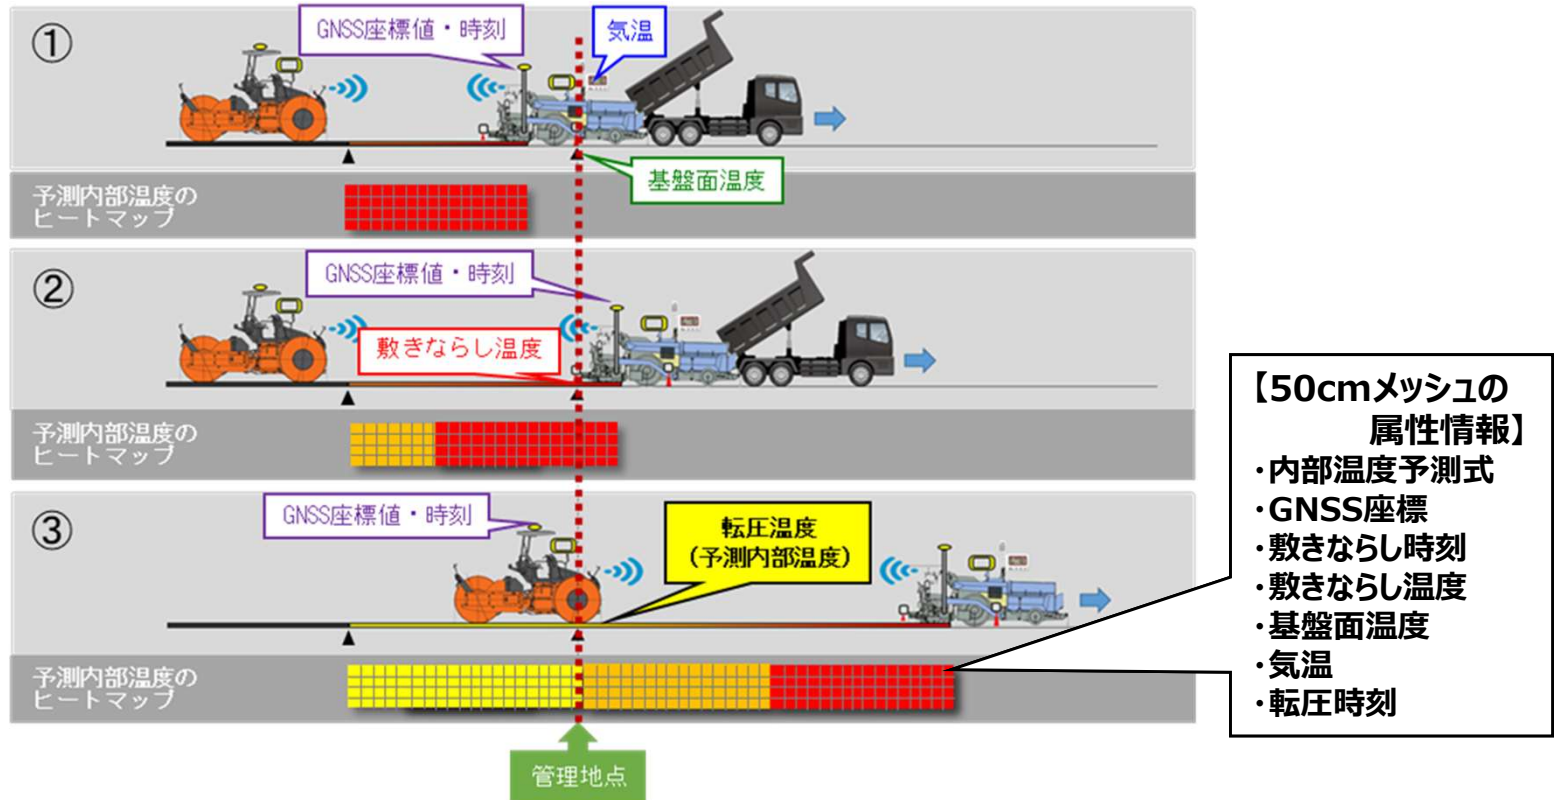 ①
GNSS座標値・時刻
気温
基盤面温度
予測内部温度の
ヒートマップ
②
GNSS座標値・時刻
敷きならし温度
予測内部温度の
ヒートマップ
③
GNSS座標値・時刻
転圧温度
(予測内部温度)
予測内部温度の
ヒートマップ
管理地点
【50cmメッシュの
属性情報】
・内部温度予測式
・GNSS座標
・敷きならし時刻
・敷きならし温度
・基盤面温度
・気温
・転圧時刻